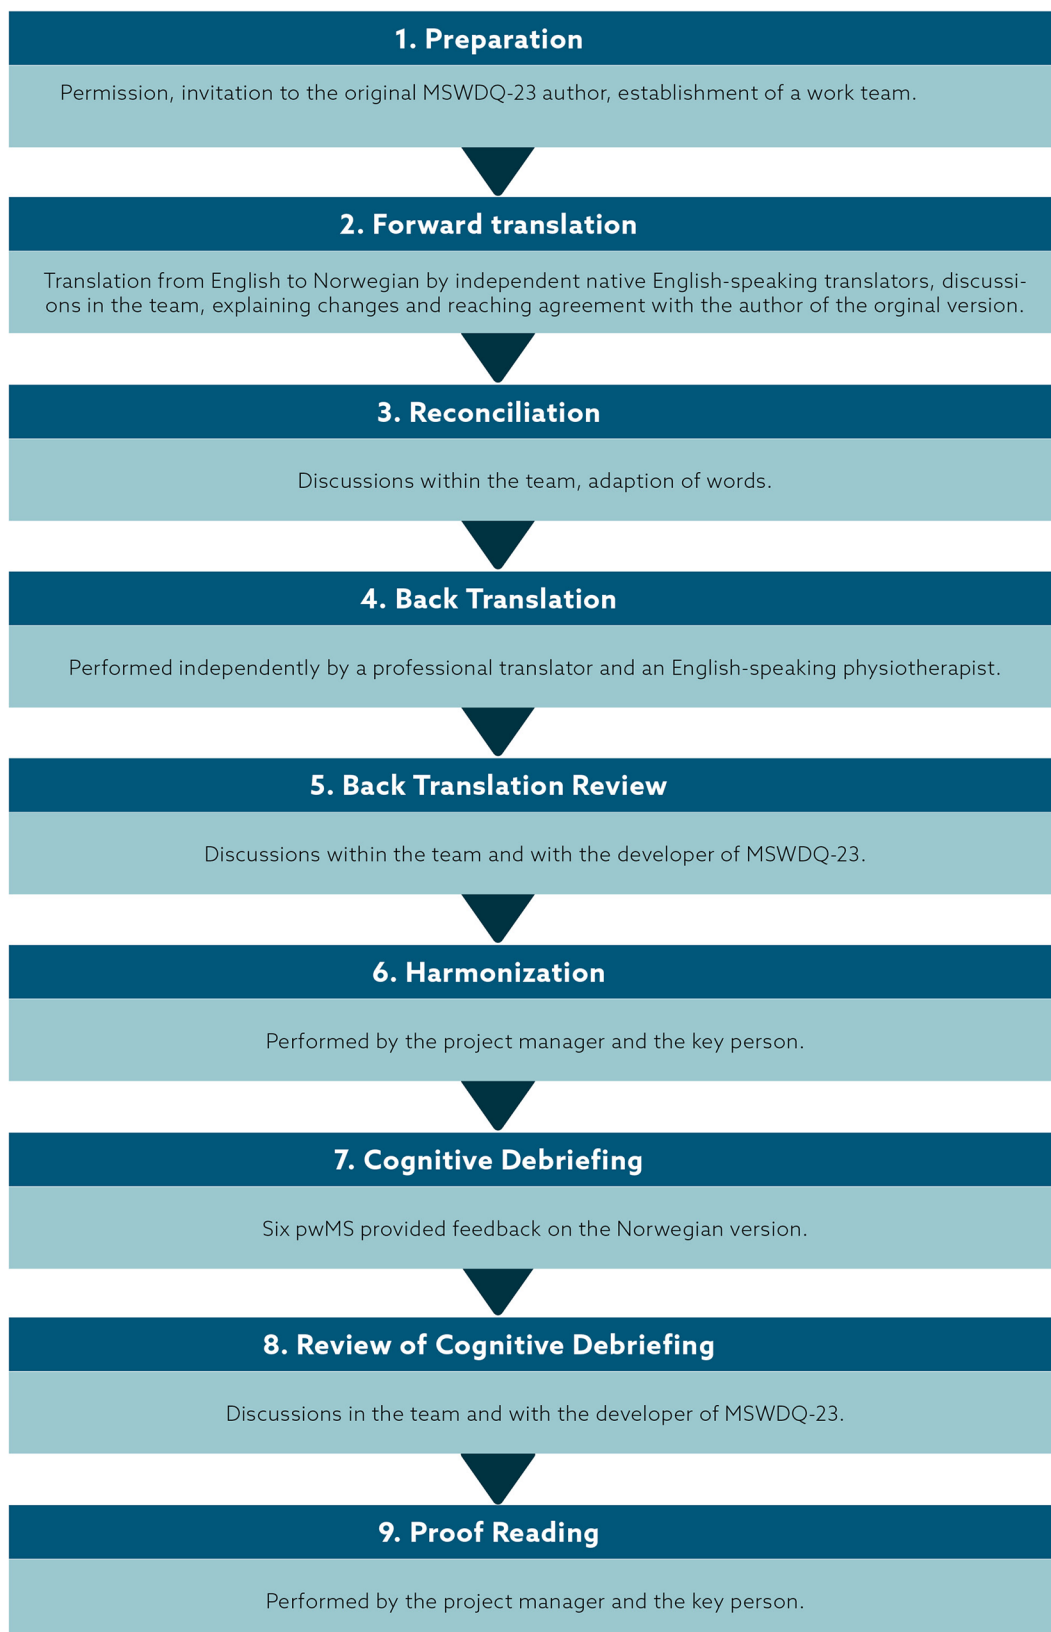 1. Preparation
Permission, invitation to the original MSWDQ-23 author, establishment of a work team.
2. Forward translation
Translation from English to Norwegian by independent native English-speaking translators, discussi-
ons in the team, explaining changes and reaching agreement with the author of the orginal version.
3. Reconciliation
Discussions within the team, adaption of words.
4. Back Translation
Performed independently by a professional translator and an English-speaking physiotherapist.
5. Back Translation Review
Discussions within the team and with the developer of MSWDQ-23.
6. Harmonization
Performed by the project manager and the key person.
7. Cognitive Debriefing
Six pwMS provided feedback on the Norwegian version.
8. Review of Cognitive Debriefing
Discussions in the team and with the developer of MSWDQ-23.
9. Proof Reading
Performed by the project manager and the key person.